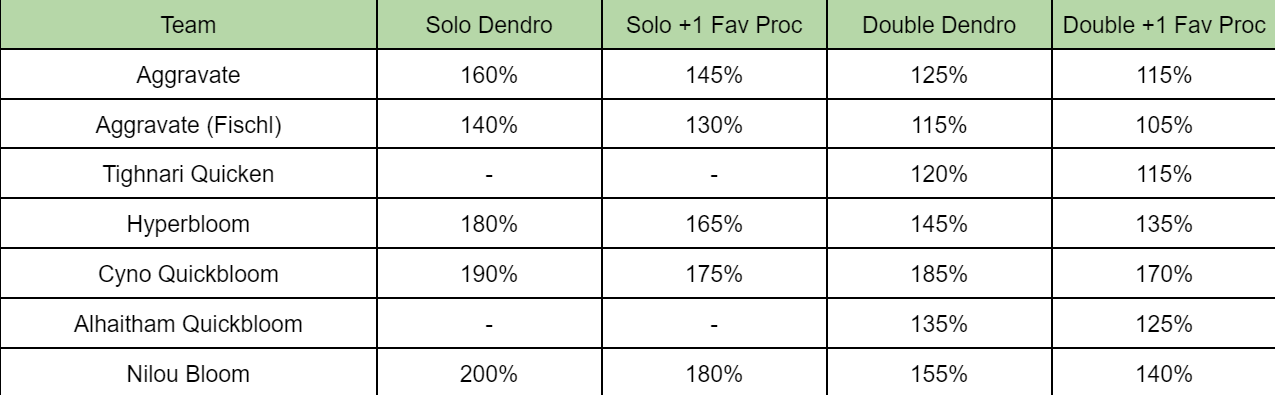 Team Solo Dendro Solo +1 Fav Proc Double Dendro Double +1 Fav Proc
Aggravate 160% 145% 125% 115%
Aggravate (Fischl) 140% 130% 115% 105%
Tighnari Quicken - - 120% 115%
Hyperbloom 180% 165% 145% 135%
Cyno Quickbloom 190% 175% 185% 170%
Alhaitham Quickbloom - - 135% 125%
Nilou Bloom 200% 180% 155% 140%